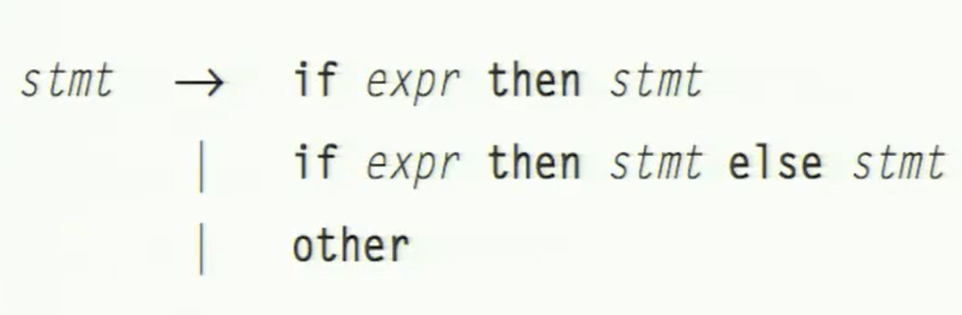 stmt → if expr then stmt
| if expr then stmt else stmt
| other